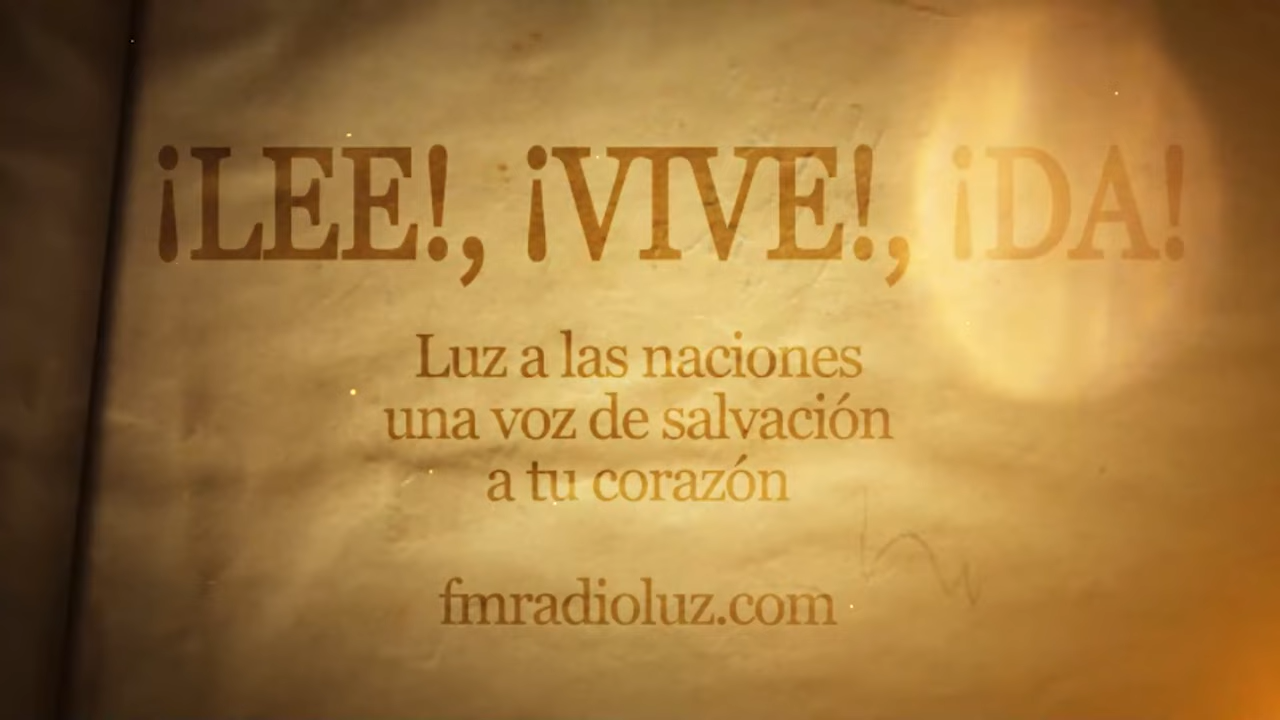 ¡LEE!, ¡VIVE!, ¡DA!
Luz a las naciones
una voz de salvación
a tu corazón
fmradioluz.com